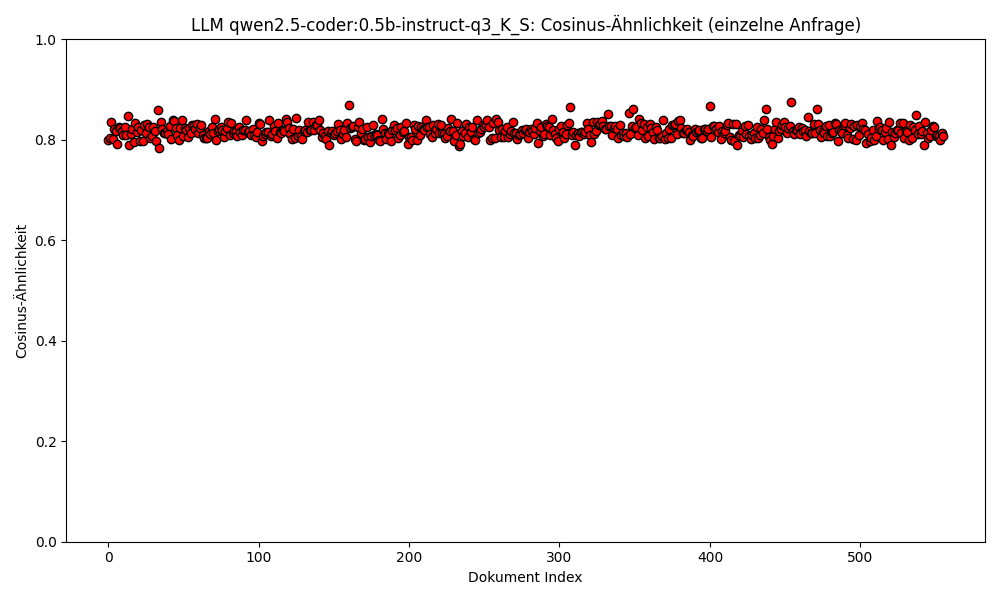 LLM qwen2.5-coder:0.5b-instruct-q3_K_S: Cosinus-Ähnlichkeit (einzelne Anfrage)
1.0
0.8
0.6
0.4
0.2
0.0
Cosinus-Ähnlichkeit
0 100 200 300 400 500
Dokument Index